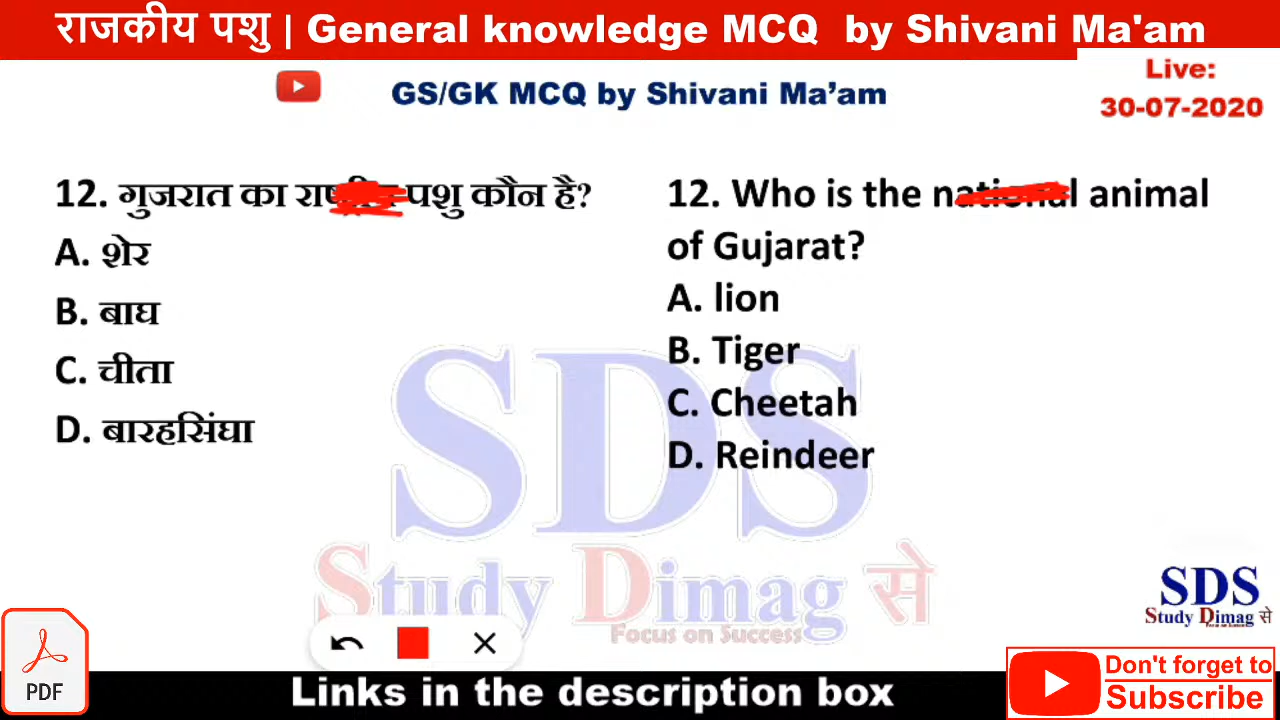 राजकीय पशु | General knowledge MCQ by Shivani Ma'am
Live:
30-07-2020
GS/GK MCQ by Shivani Ma’am
12. गुजरात का पशु कौन है?
A. शेर
B. बाघ
C. चीता
D. बारहसिंघा
12. Who is the national animal
of Gujarat?
A. lion
B. Tiger
C. Cheetah
D. Reindeer
SDS
Study Dimag से
Focus on Success
SDS
Study Dimag से
PDF
Links in the description box
Don't forget to
Subscribe